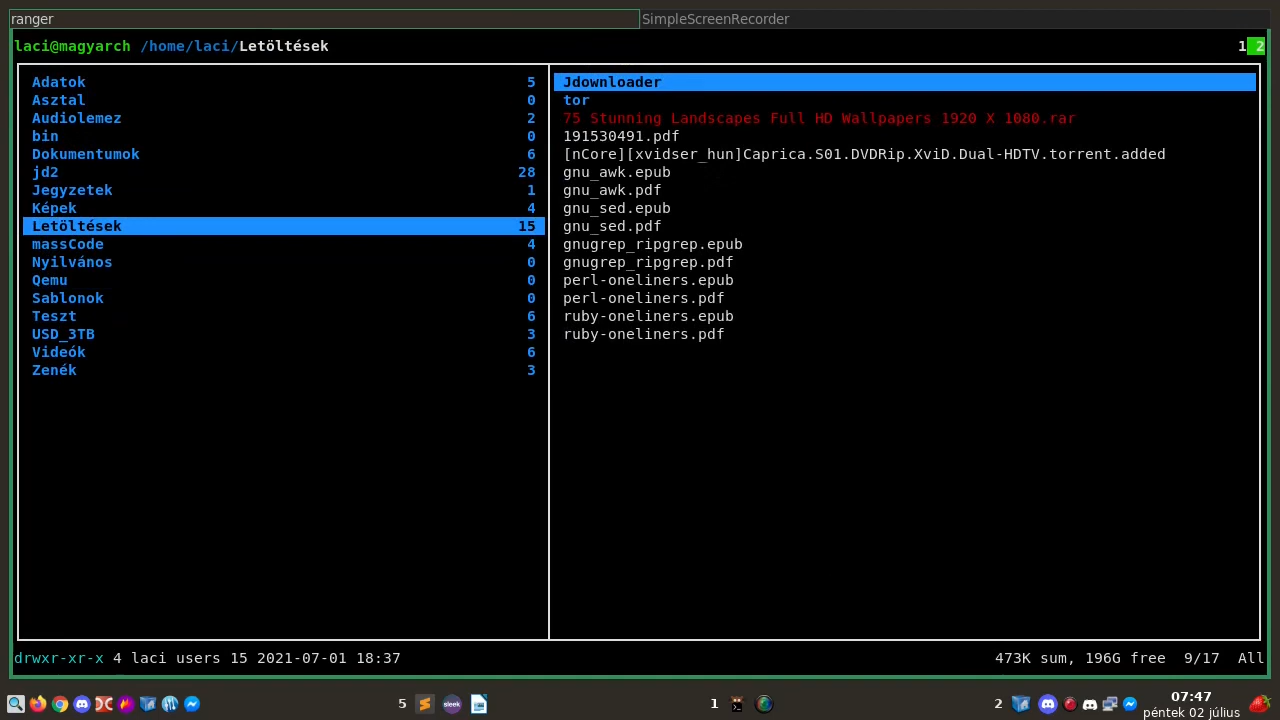 ranger SimpleScreenRecorder
laci@magyarch /home/laci/Letöltések 1 2
Adatok 5
Asztal 0
Audiolemez 2
bin 0
Dokumentumok 6
jd2 28
Jegyzetek 1
Képek 4
Letöltések 15
massCode 4
Nyilvános 0
Qemu 0
Sablonok 0
Teszt 6
USD_3TB 3
Videók 6
Zenék 3
Jdownloader
tor
75 Stunning Landscapes Full HD Wallpapers 1920 X 1080.rar
191530491.pdf
[nCore][xvidser_hun]Caprica.S01.DVDRip.XviD.Dual-HDTV.torrent.added
gnu_awk.epub
gnu_awk.pdf
gnu_sed.epub
gnu_sed.pdf
gnugrep_ripgrep.epub
gnugrep_ripgrep.pdf
perl-oneliners.epub
perl-oneliners.pdf
ruby-oneliners.epub
ruby-oneliners.pdf
drwxr-xr-x 4 laci users 15 2021-07-01 18:37 473K sum, 196G free 9/17 All
5 sleek 1 2 07:47
péntek 02 július